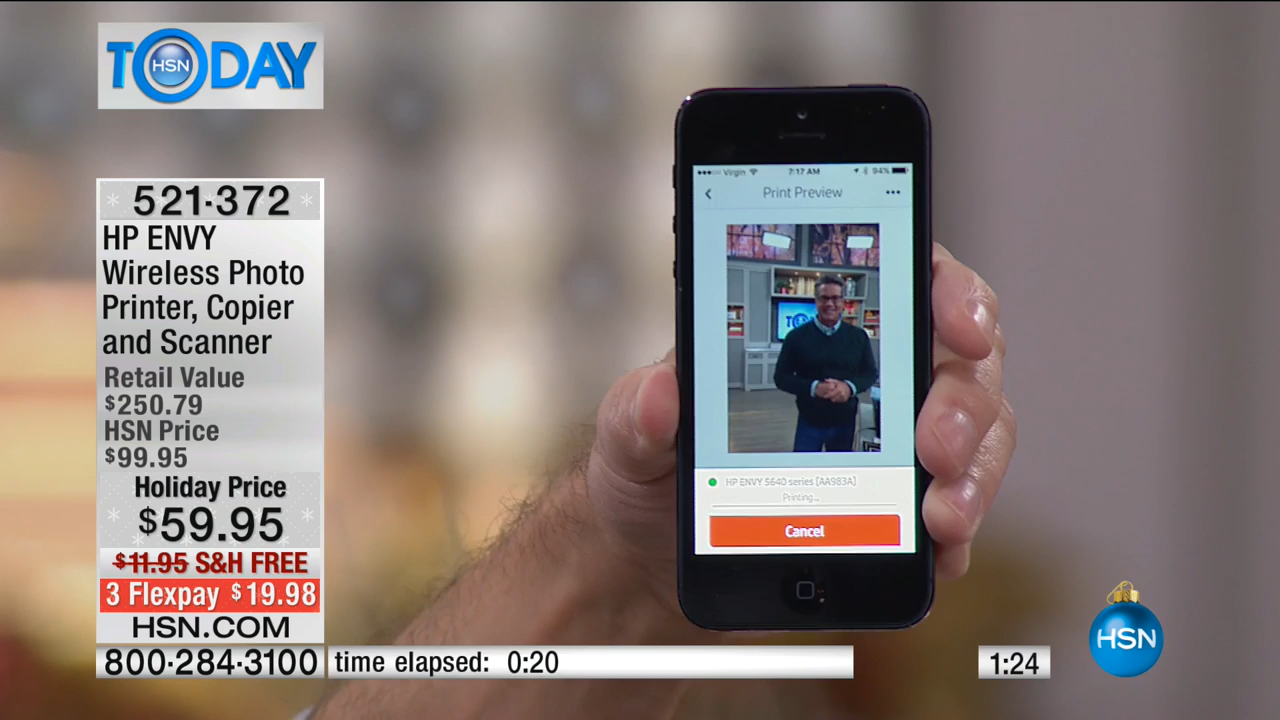 TODAY
HSN
521·372
HP ENVY
Wireless Photo
Printer, Copier
and Scanner
Retail Value
$250.79
HSN Price
$99.95
Holiday Price
$59.95
$11.95 S&H FREE
3 Flexpay $19.98
HSN.COM
800·284·3100
time elapsed: 0:20
1:24
HSN
Virgin 7:17 AM 94%
Print Preview
HP ENVY 5640 series [AA983A]
Printing...
Cancel